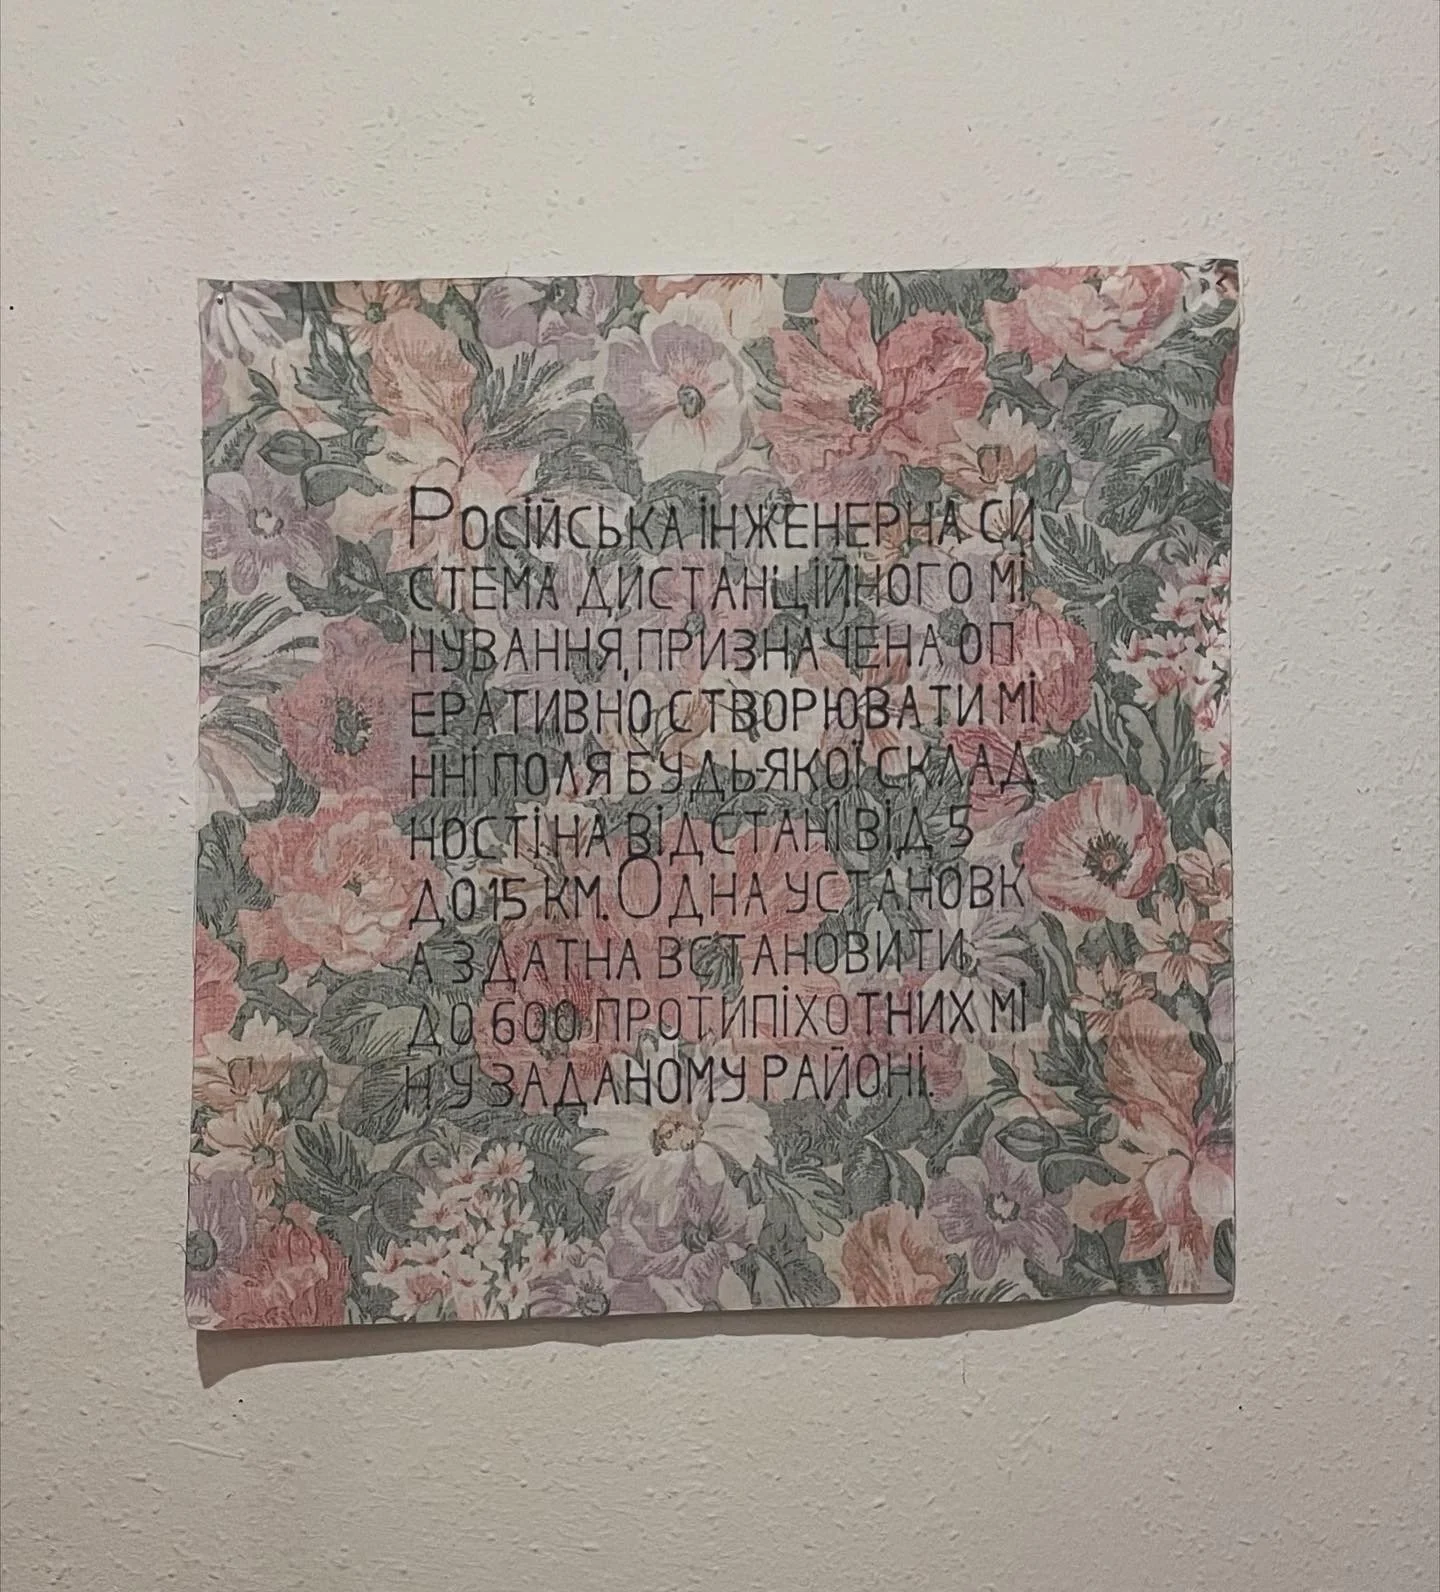 Російська інженерна си
стема дистанційного мі
нування, призначена оп
еративно створювати мі
нні поля будь-якої склад
ності на відстані від 5
до 15 км. Одна установк
а здатна встановити
до 600 протипіхотних мі
н у заданому районі.